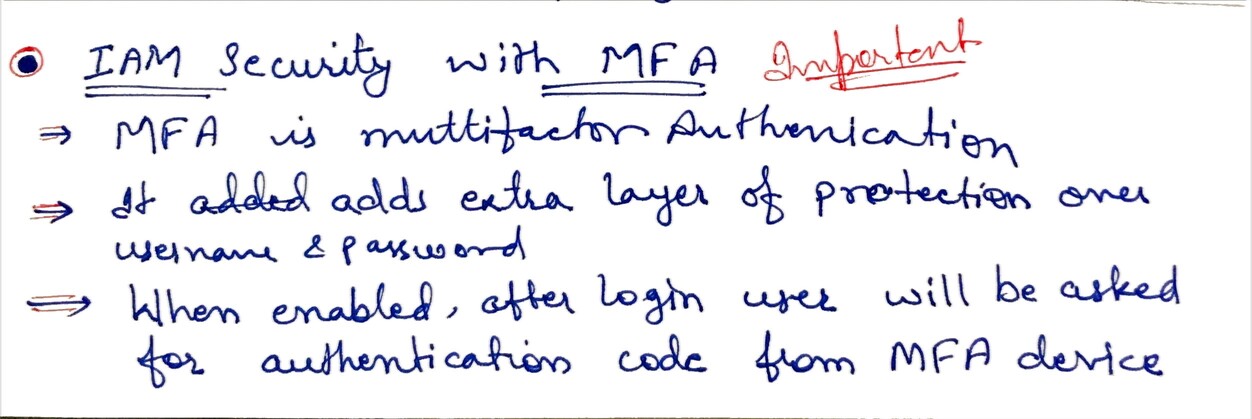 IAM Security with MFA Important
⇒ MFA is multifactor Authenication
⇒ It added adds extra layer of protection over
username & password
⇒ When enabled, after login user will be asked
for authentication code from MFA device